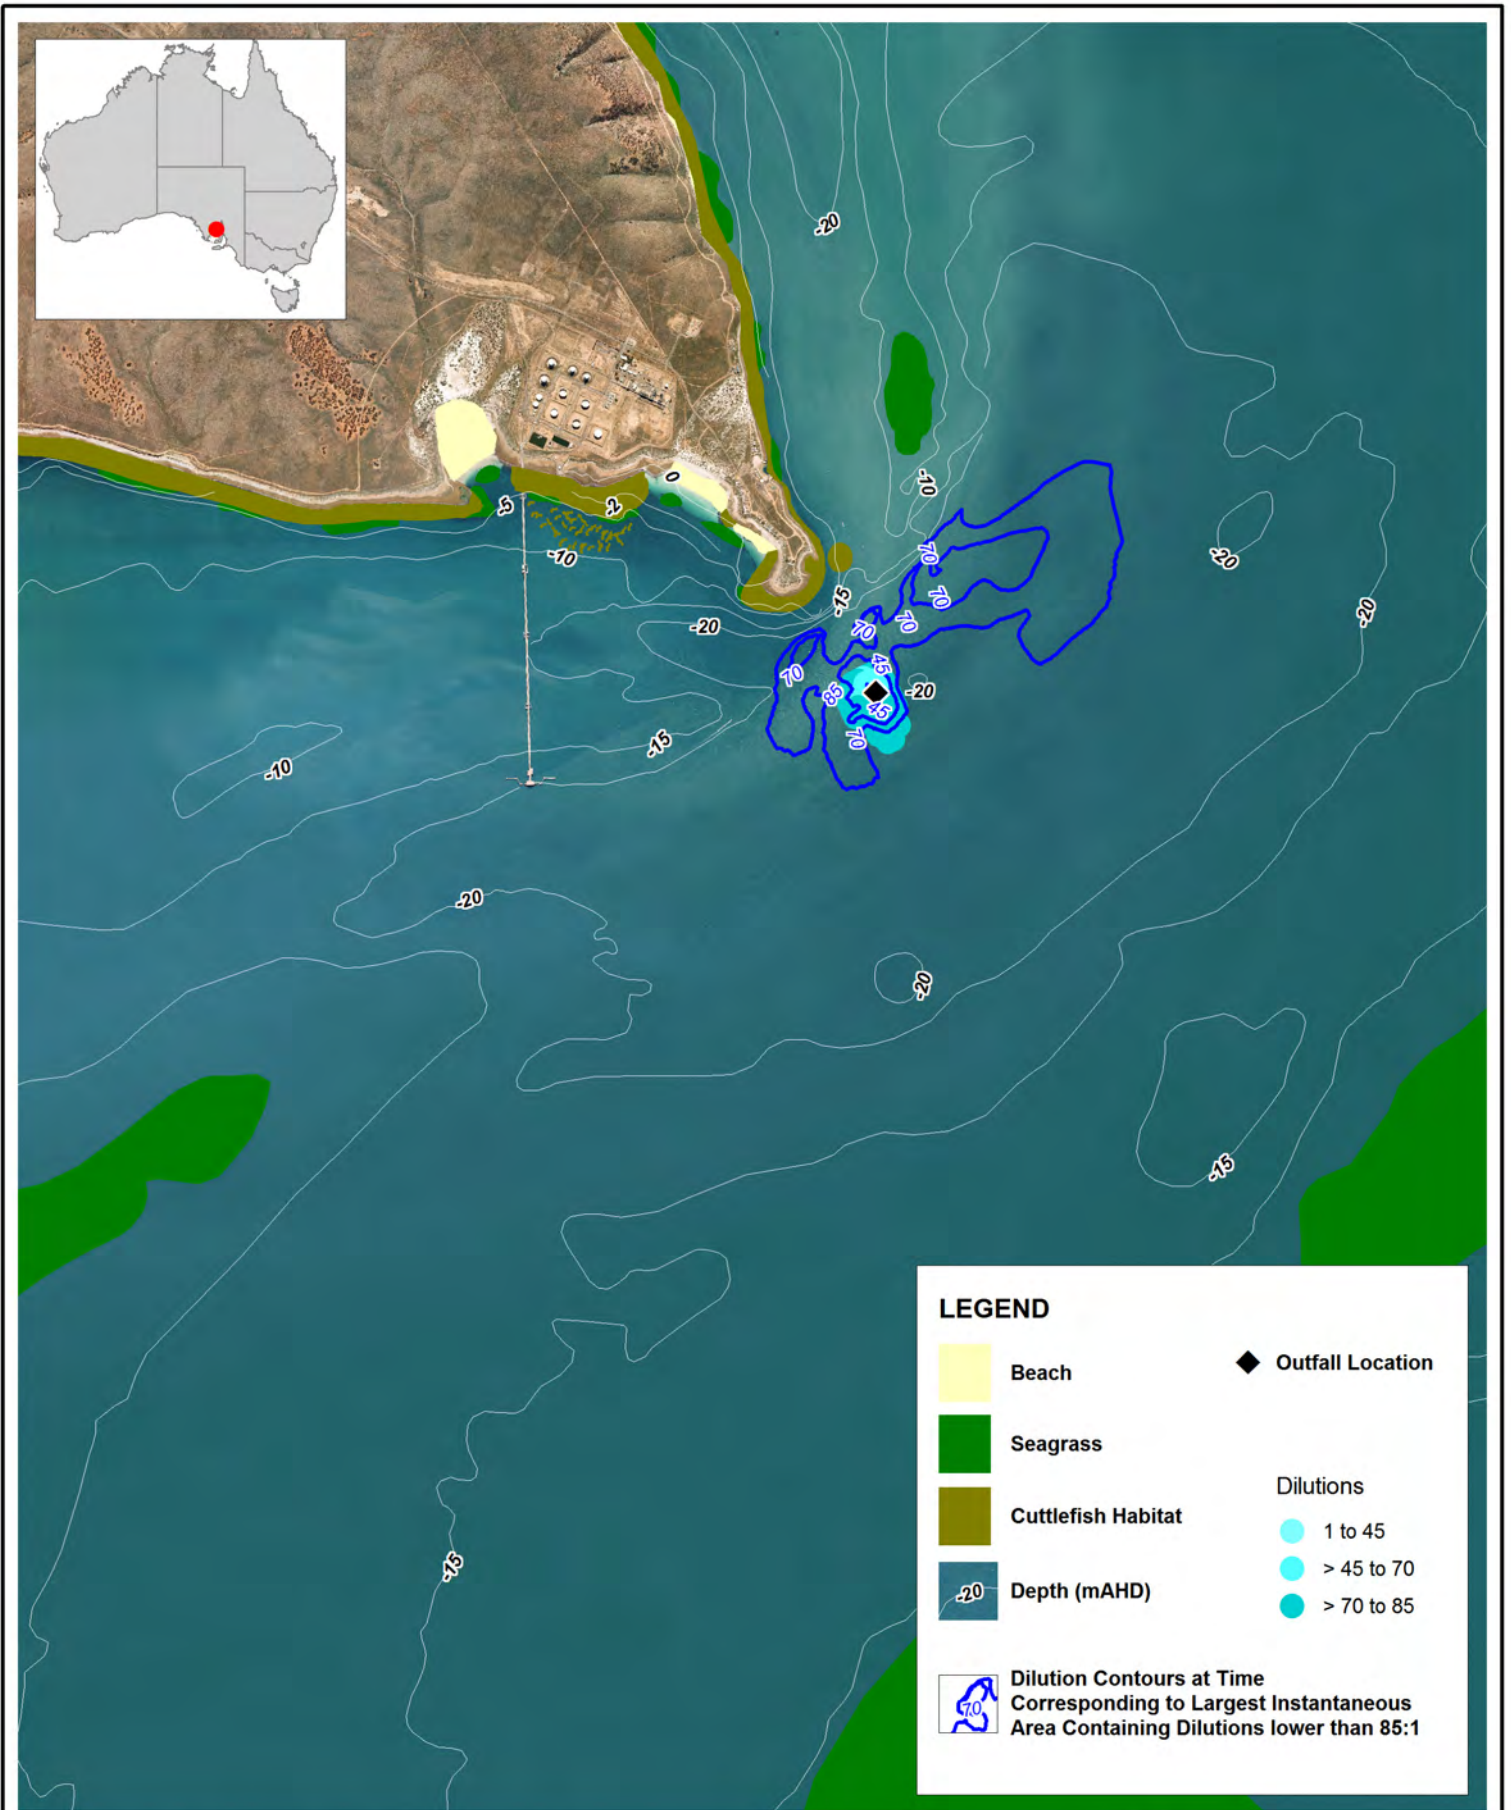 -20
-10
0
-5
-2
-10
-20
70
70
-15
-20
-20
70
70
45
70
85
-20
45
70
-15
-10
-20
-20
-15
-15
LEGEND
Beach
Outfall Location
Seagrass
Dilutions
Cuttlefish Habitat
1 to 45
> 45 to 70
-20
Depth (mAHD)
> 70 to 85
70
Dilution Contours at Time
Corresponding to Largest Instantaneous
Area Containing Dilutions lower than 85:1